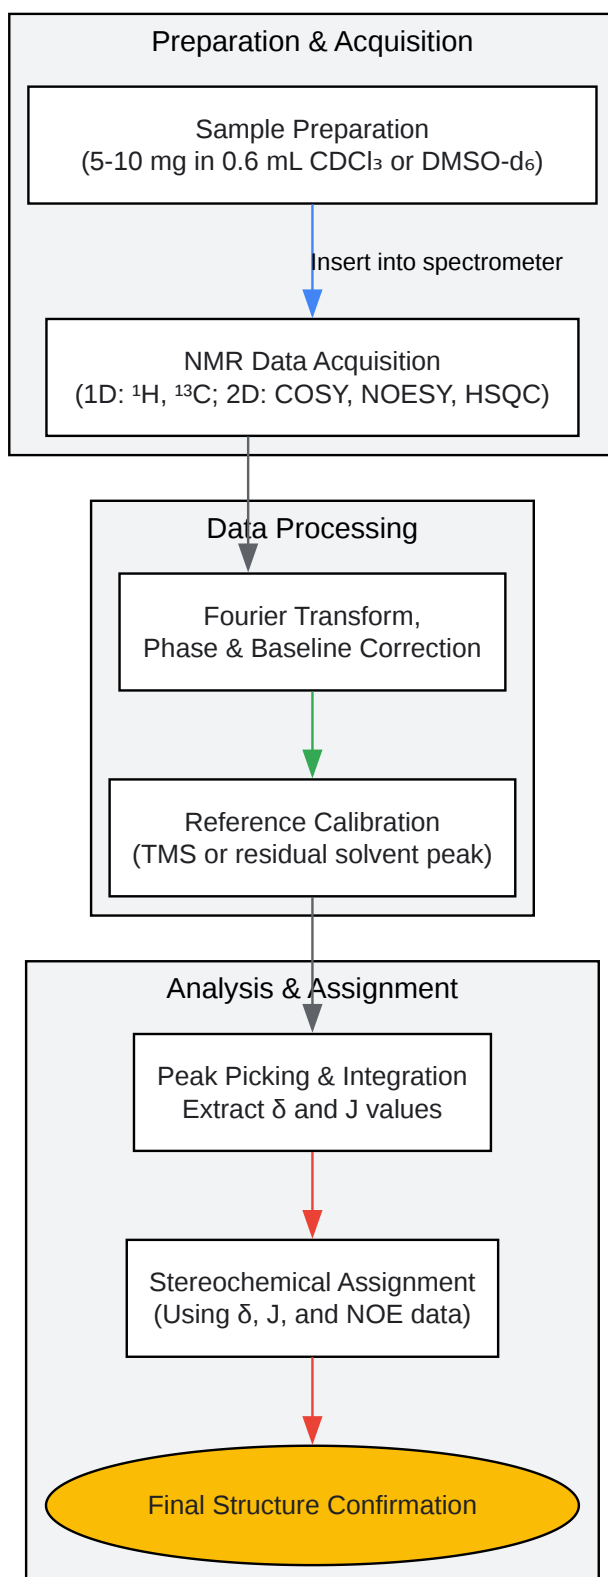 Preparation & Acquisition
Sample Preparation
(5-10 mg in 0.6 mL CDCl₃ or DMSO-d₆)
Insert into spectrometer
NMR Data Acquisition
(1D: ¹H, ¹³C; 2D: COSY, NOESY, HSQC)
Data Processing
Fourier Transform,
Phase & Baseline Correction
Reference Calibration
(TMS or residual solvent peak)
Analysis & Assignment
Peak Picking & Integration
Extract δ and J values
Stereochemical Assignment
(Using δ, J, and NOE data)
Final Structure Confirmation